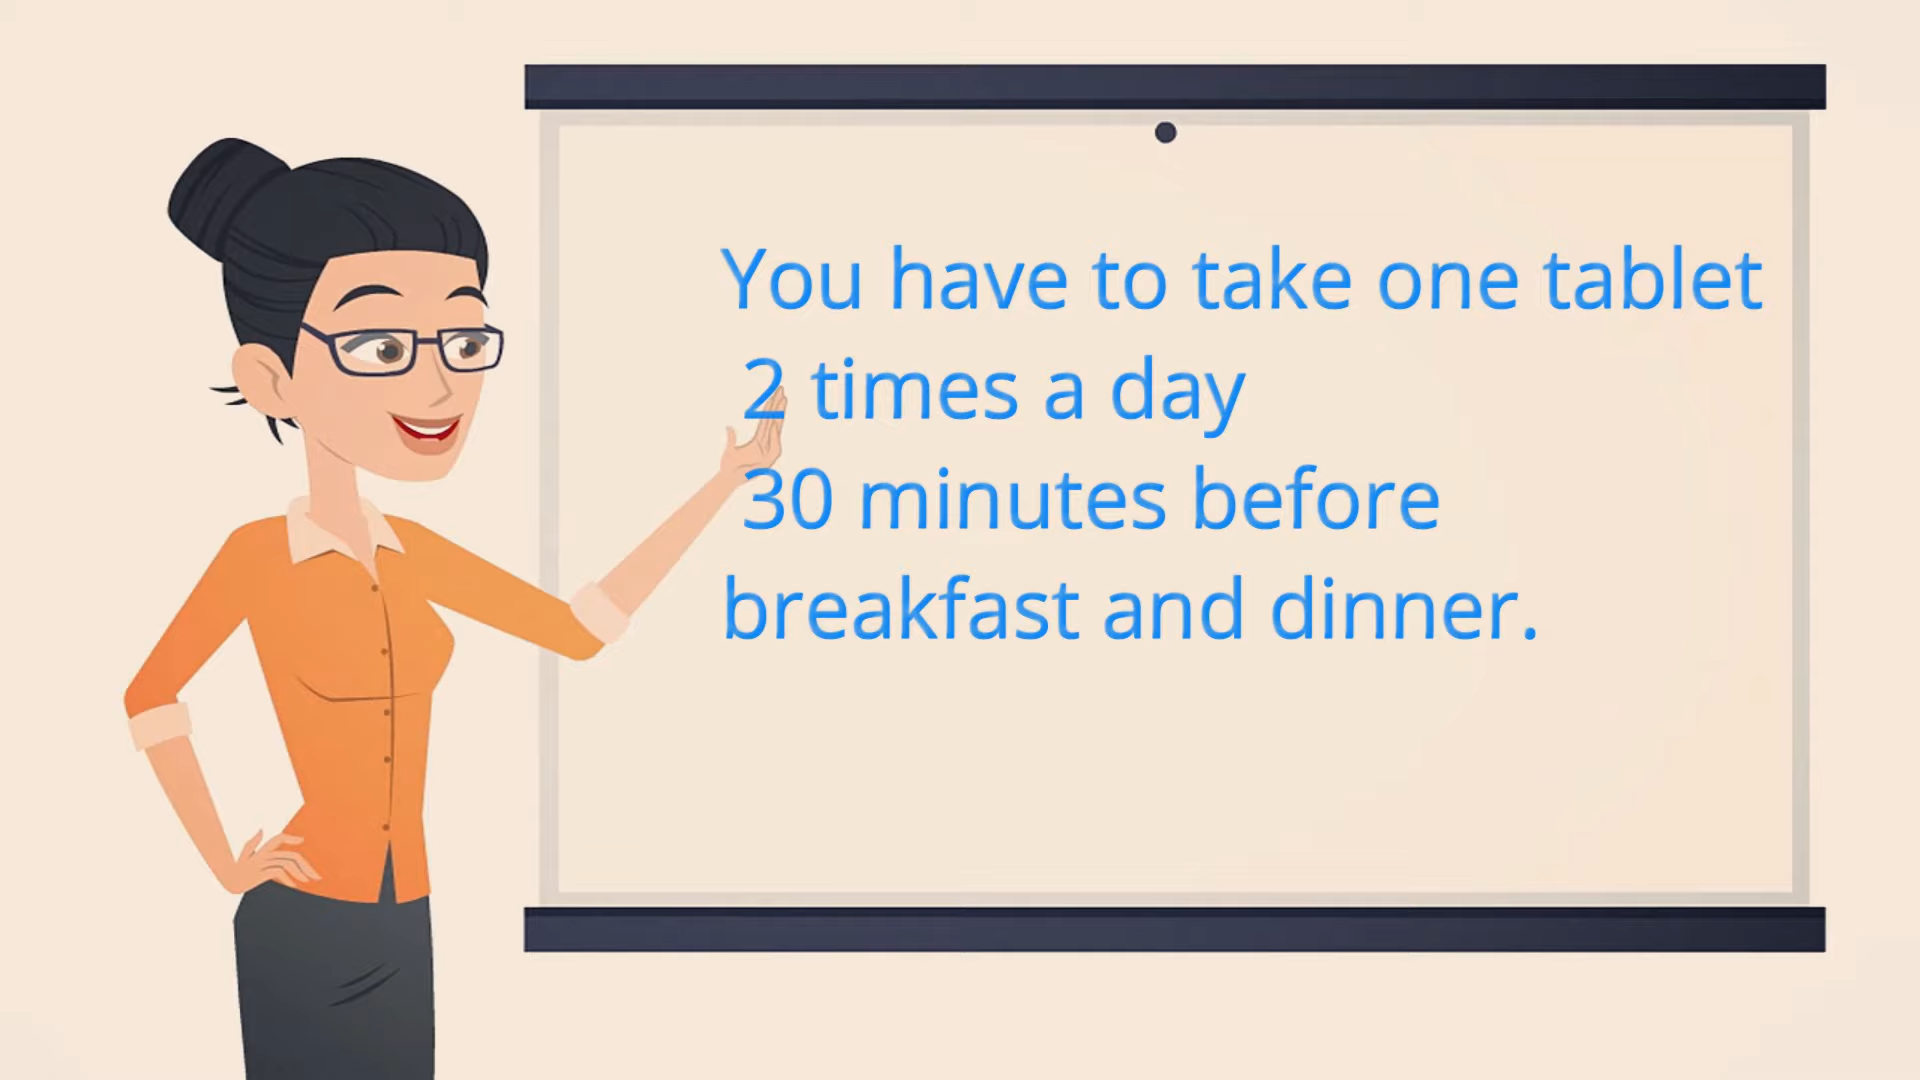 You have to take one tablet
2 times a day
30 minutes before
breakfast and dinner.